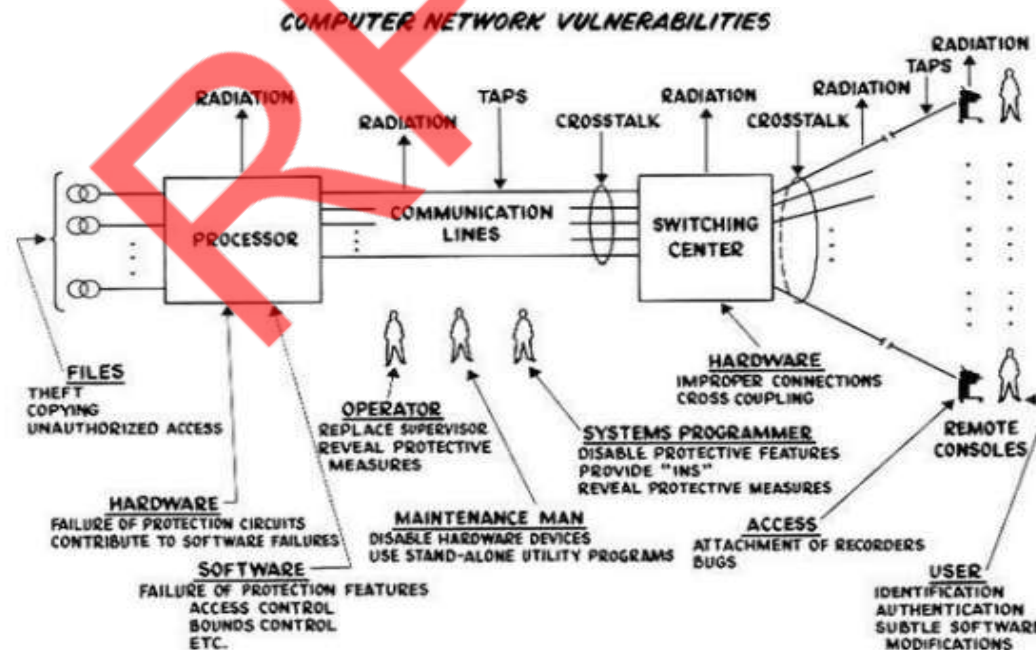 COMPUTER NETWORK VULNERABILITIES
RADIATION
TAPS
RADIATION
RADIATION
TAPS
RADIATION
CROSSTALK
RADIATION
CROSSTALK
PROCESSOR
COMMUNICATION
LINES
SWITCHING
CENTER
FILES
THEFT
COPYING
UNAUTHORIZED ACCESS
OPERATOR
REPLACE SUPERVISOR
REVEAL PROTECTIVE
MEASURES
HARDWARE
IMPROPER CONNECTIONS
CROSS COUPLING
SYSTEMS PROGRAMMER
DISABLE PROTECTIVE FEATURES
PROVIDE "INS"
REVEAL PROTECTIVE MEASURES
REMOTE
CONSOLES
HARDWARE
FAILURE OF PROTECTION CIRCUITS
CONTRIBUTE TO SOFTWARE FAILURES
MAINTENANCE MAN
DISABLE HARDWARE DEVICES
USE STAND-ALONE UTILITY PROGRAMS
ACCESS
ATTACHMENT OF RECORDERS
BUGS
SOFTWARE
FAILURE OF PROTECTION FEATURES
ACCESS CONTROL
BOUNDS CONTROL
ETC.
USER
IDENTIFICATION
AUTHENTICATION
SUBTLE SOFTWARE
MODIFICATIONS